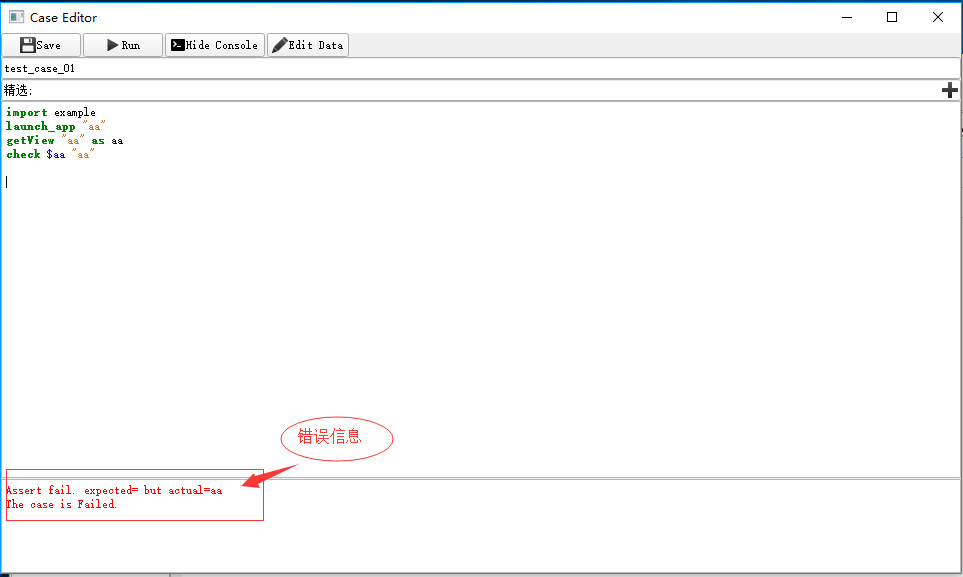 Case Editor
Save Run Hide Console Edit Data
test_case_01
精选:
import example
launch_app "aa"
getView "aa" as aa
check $aa "aa"
错误信息
Assert fail. expected= but actual=aa
The case is Failed.